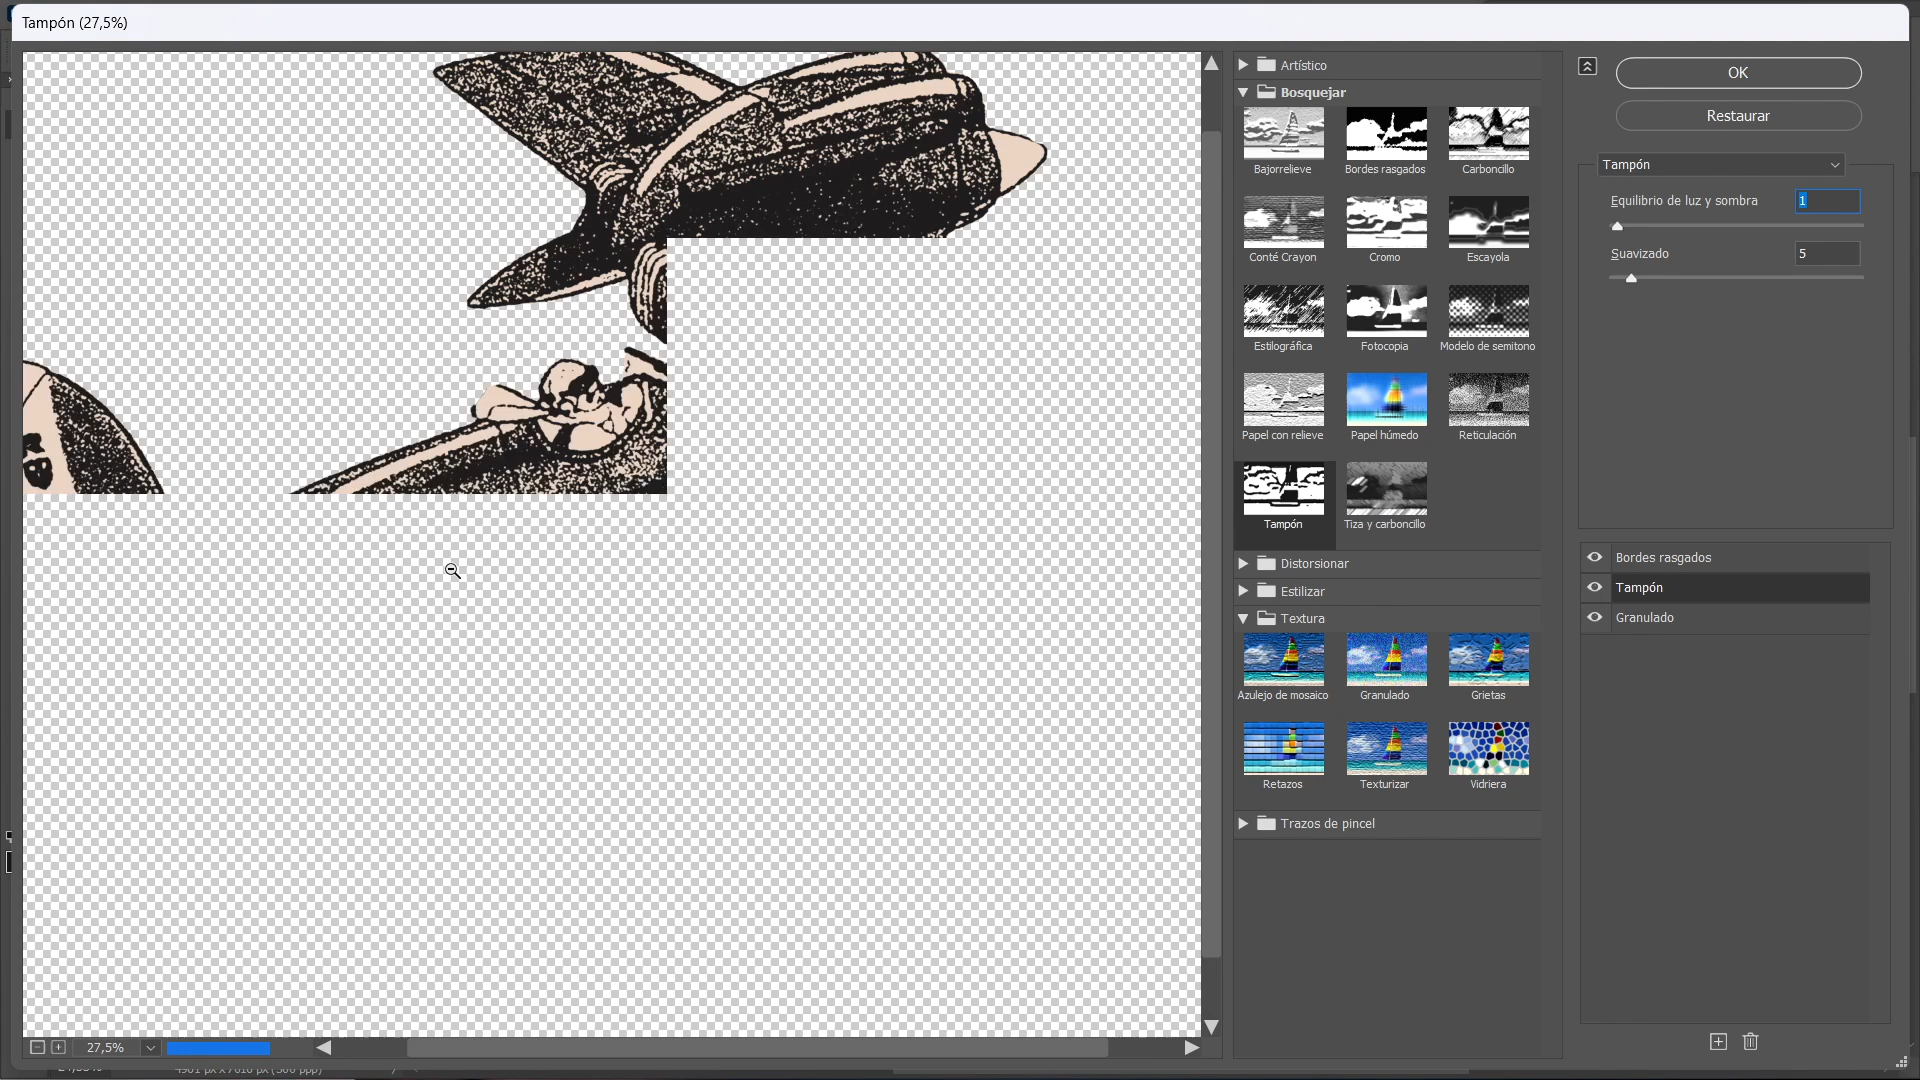 Tampón (27,5%)
Artístico
Bosquejar
Bajorrelieve
Bordes rasgados
Carboncillo
Conté Crayon
Cromo
Escayola
Estilográfica
Fotocopia
Modelo de semitono
Papel con relieve
Papel húmedo
Reticulación
Tampón
Tiza y carboncillo
Distorsionar
Estilizar
Textura
Azulejo de mosaico
Granulado
Grietas
Retazos
Texturizar
Vidriera
Trazos de pincel
OK
Restaurar
Tampón
Equilibrio de luz y sombra
1
Suavizado
5
Bordes rasgados
Tampón
Granulado
27,5%